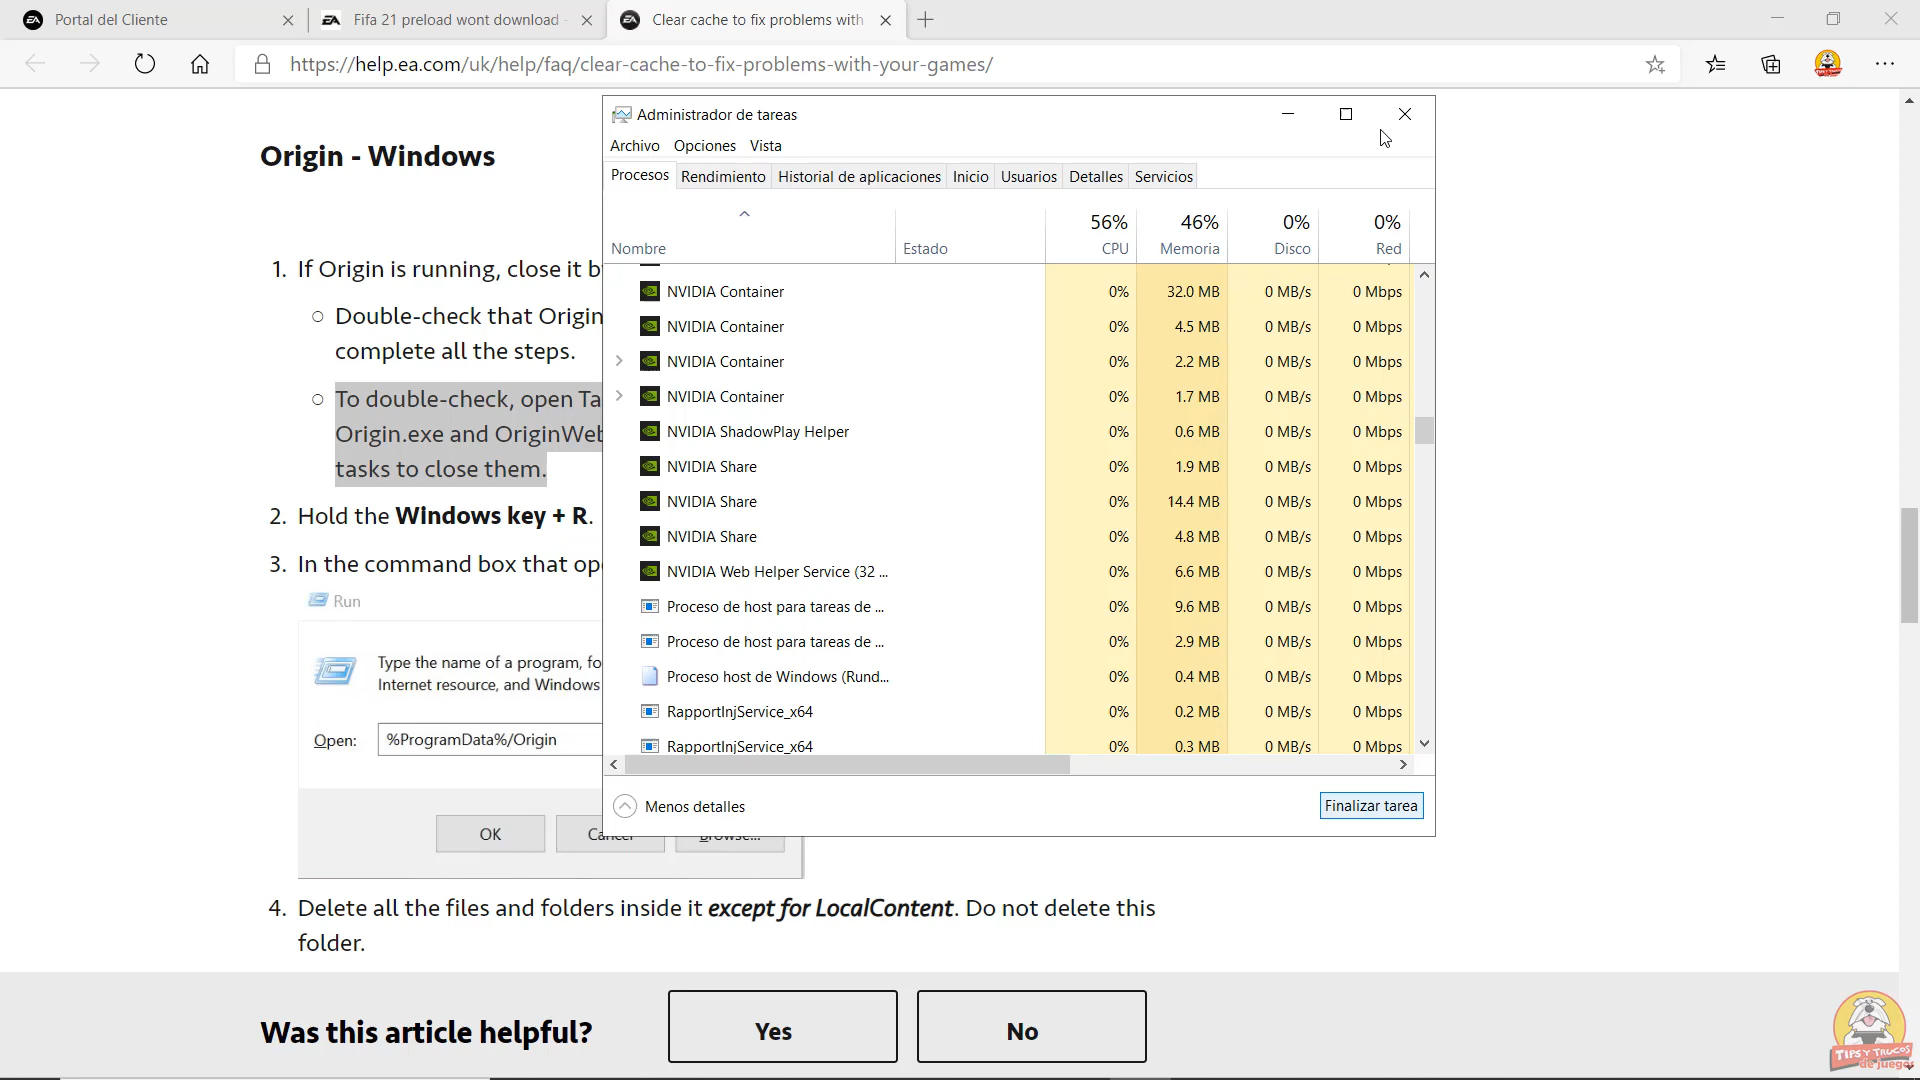 Portal del Cliente
Fifa 21 preload wont download -
Clear cache to fix problems with
https://help.ea.com/uk/help/faq/clear-cache-to-fix-problems-with-your-games/
Origin - Windows
1. If Origin is running, close it b
Double-check that Origin
complete all the steps.
To double-check, open Ta
Origin.exe and OriginWeb
tasks to close them.
2. Hold the Windows key + R.
3. In the command box that op
Run
Type the name of a program, fo
Internet resource, and Windows
Open: %ProgramData%/Origin
OK Cancel Browse...
4. Delete all the files and folders inside it except for LocalContent. Do not delete this
folder.
Was this article helpful? Yes No
Administrador de tareas
Archivo Opciones Vista
Procesos Rendimiento Historial de aplicaciones Inicio Usuarios Detalles Servicios
56% 46% 0% 0%
Nombre Estado CPU Memoria Disco Red
NVIDIA Container 0% 32.0 MB 0 MB/s 0 Mbps
NVIDIA Container 0% 4.5 MB 0 MB/s 0 Mbps
NVIDIA Container 0% 2.2 MB 0 MB/s 0 Mbps
NVIDIA Container 0% 1.7 MB 0 MB/s 0 Mbps
NVIDIA ShadowPlay Helper 0% 0.6 MB 0 MB/s 0 Mbps
NVIDIA Share 0% 1.9 MB 0 MB/s 0 Mbps
NVIDIA Share 0% 14.4 MB 0 MB/s 0 Mbps
NVIDIA Share 0% 4.8 MB 0 MB/s 0 Mbps
NVIDIA Web Helper Service (32 ... 0% 6.6 MB 0 MB/s 0 Mbps
Proceso de host para tareas de ... 0% 9.6 MB 0 MB/s 0 Mbps
Proceso de host para tareas de ... 0% 2.9 MB 0 MB/s 0 Mbps
Proceso host de Windows (Rund... 0% 0.4 MB 0 MB/s 0 Mbps
RapportInjService_x64 0% 0.2 MB 0 MB/s 0 Mbps
RapportInjService_x64 0% 0.3 MB 0 MB/s 0 Mbps
Menos detalles Finalizar tarea
TIPS Y TRUCOS
de juegos